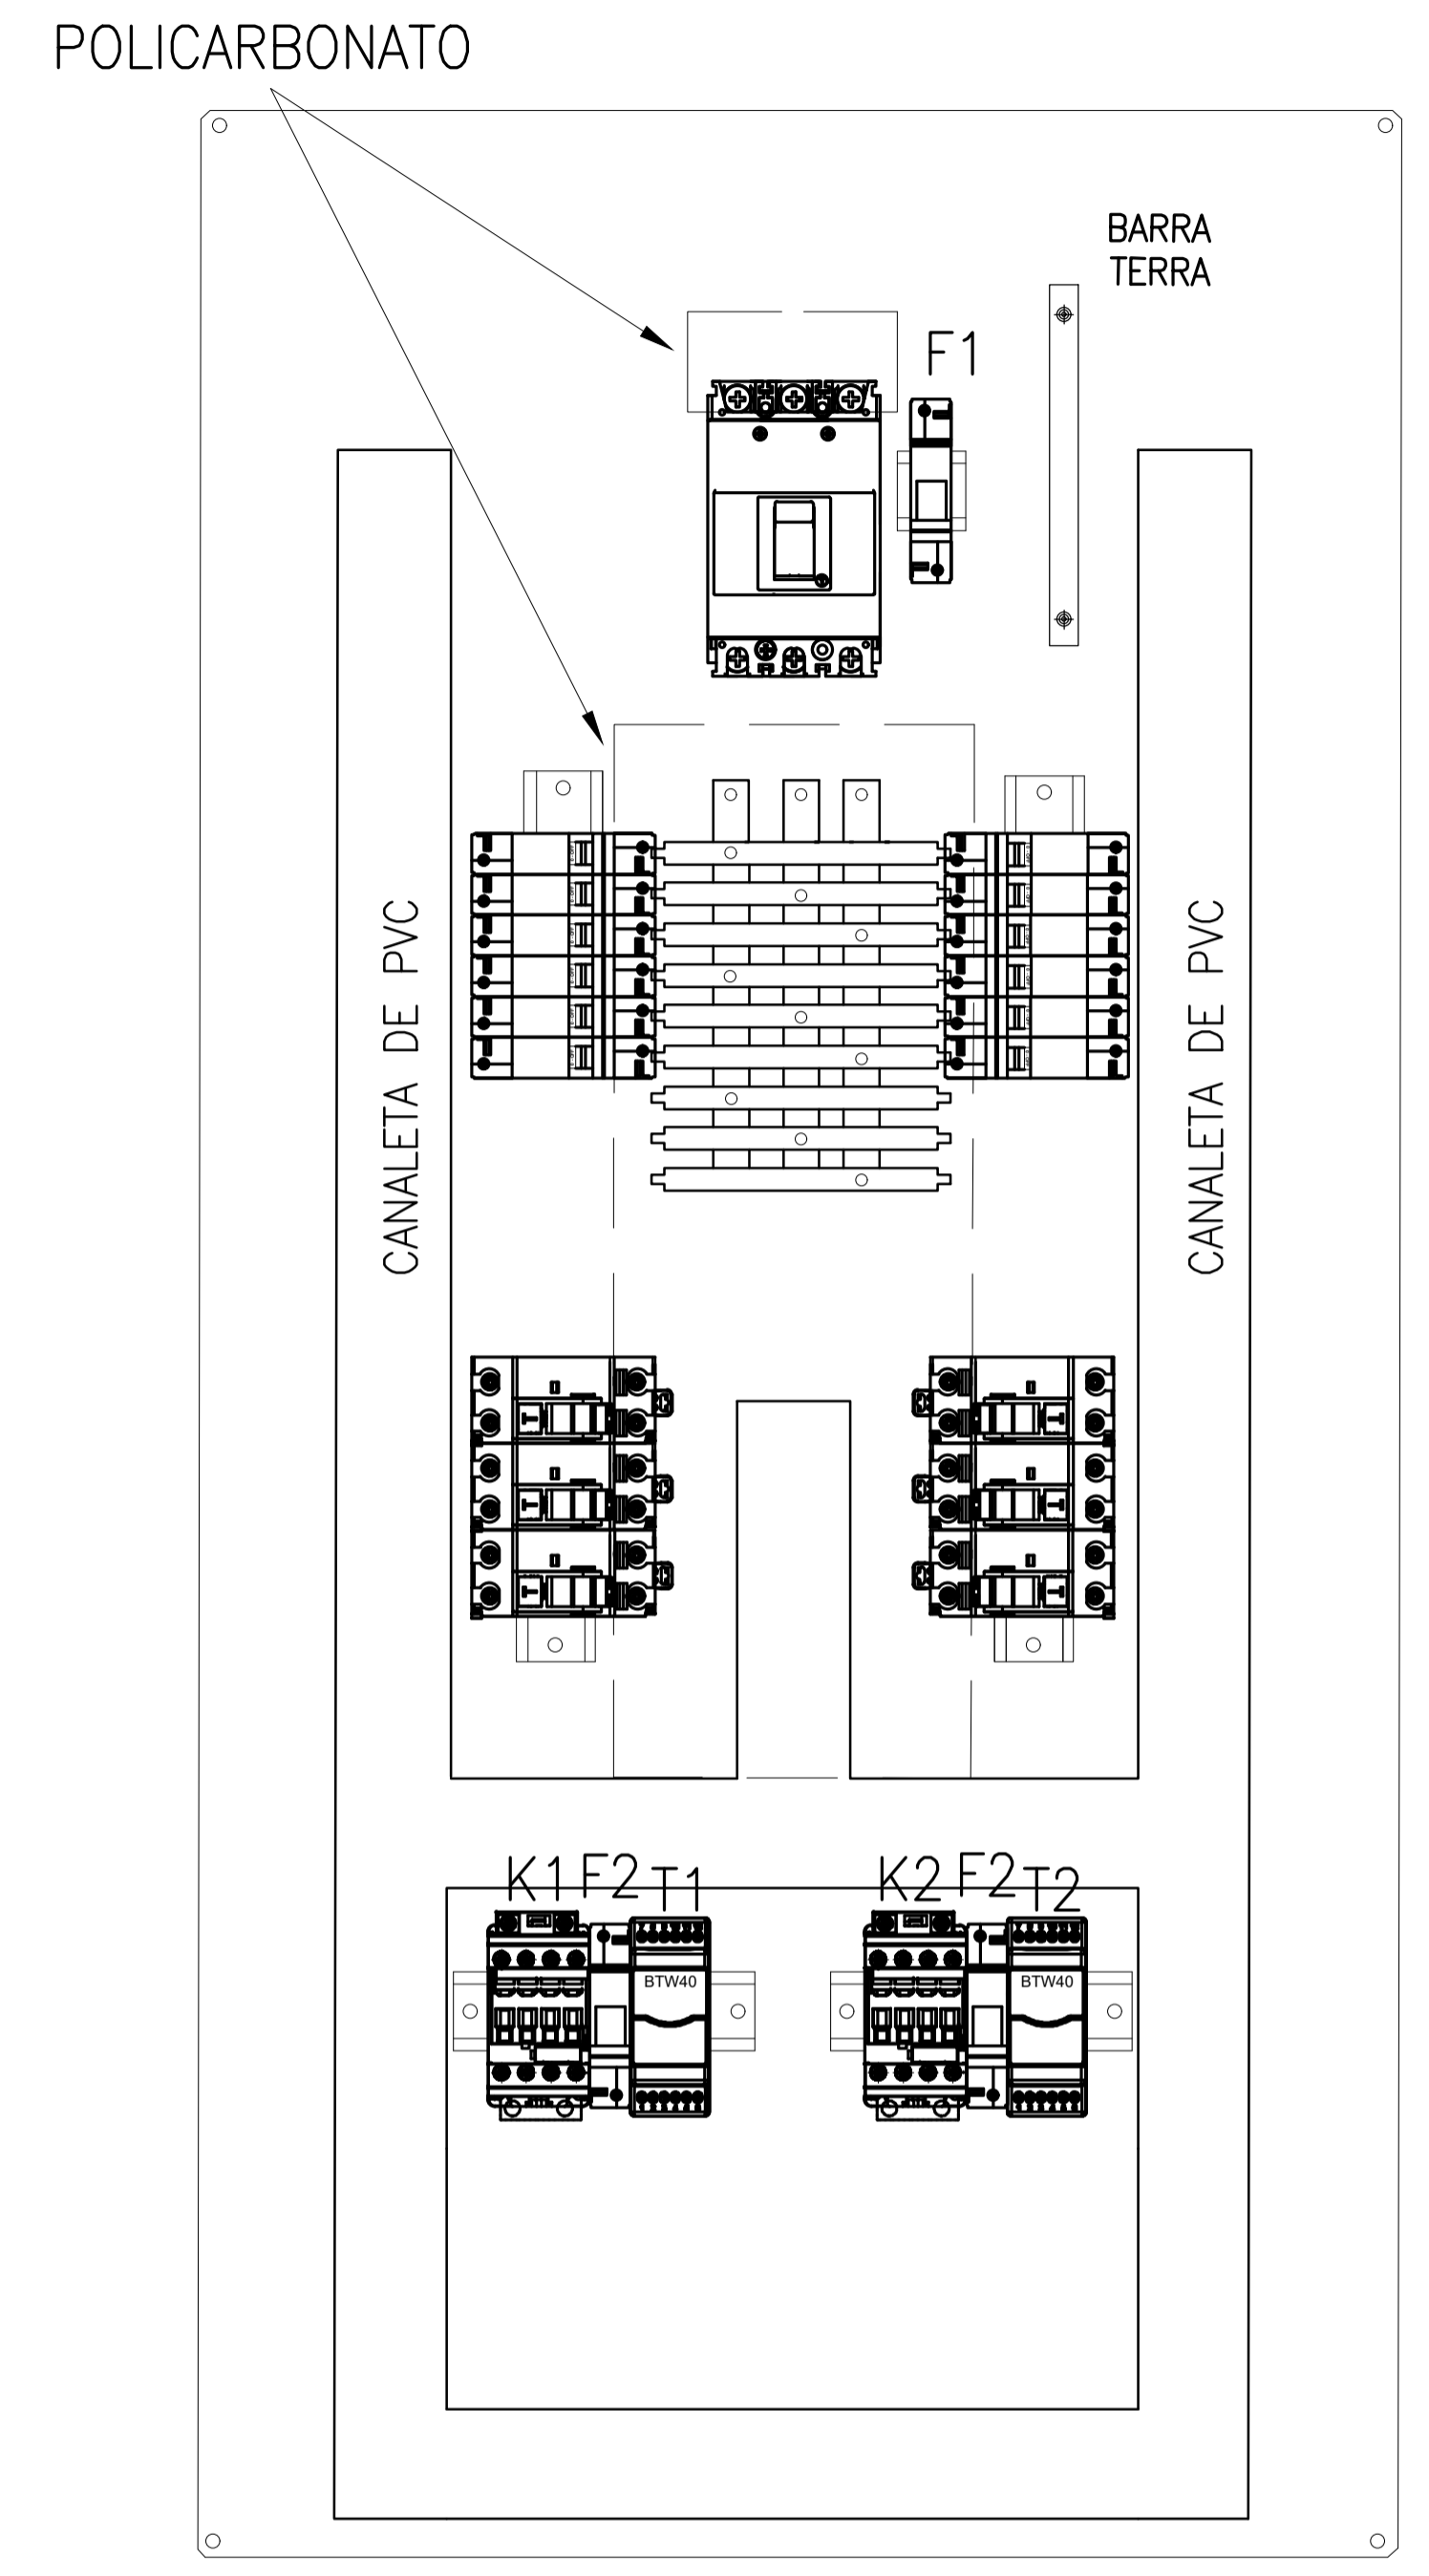 POLICARBONATO
BARRA
TERRA
F1
CANALETA DE PVC
CANALETA DE PVC
K1 F2 T1
K2 F2 T2
BTW40
BTW40